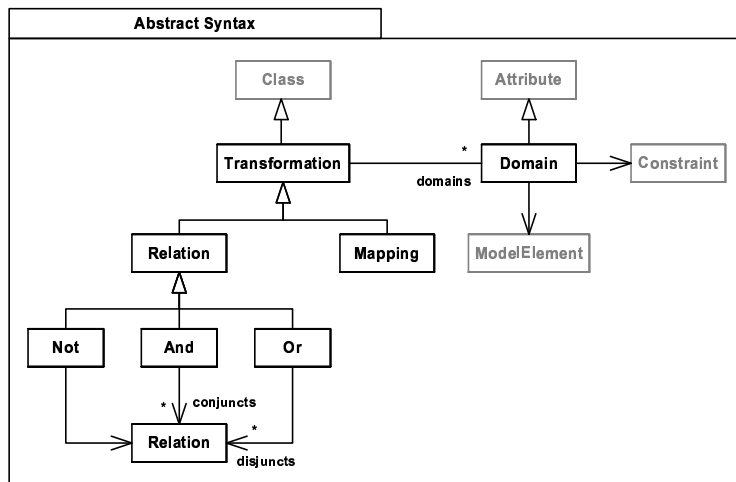 Abstract Syntax
Class
Attribute
*
Transformation
Domain
Constraint
domains
Relation
Mapping
ModelElement
Not
And
Or
* conjuncts
*
Relation
disjuncts